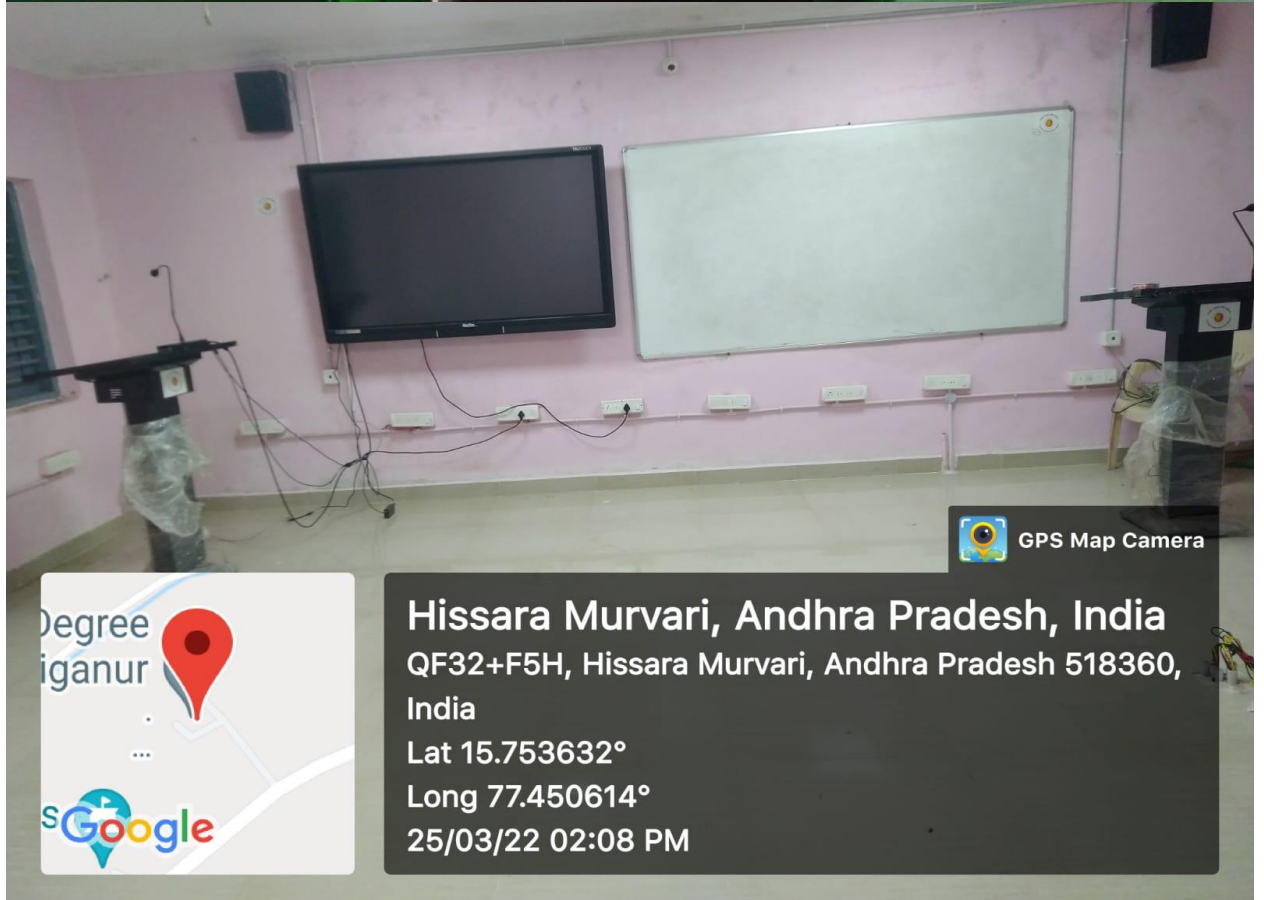 GPS Map Camera
Hissara Murvari, Andhra Pradesh, India
QF32+F5H, Hissara Murvari, Andhra Pradesh 518360,
India
Lat 15.753632°
Long 77.450614°
25/03/22 02:08 PM
Degree
iganur
Google